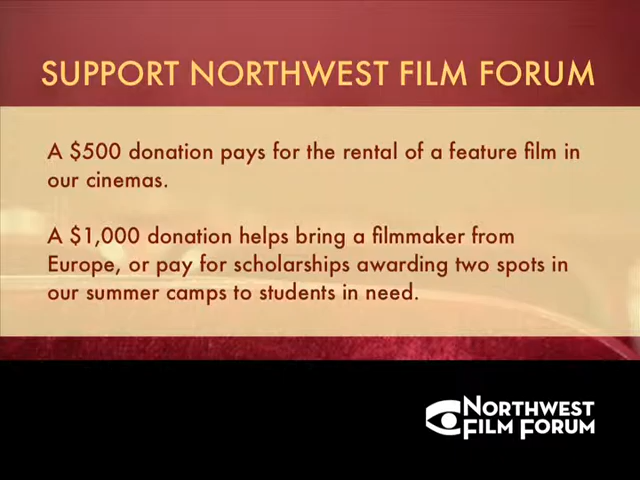 SUPPORT NORTHWEST FILM FORUM
A $500 donation pays for the rental of a feature film in
our cinemas.
A $1,000 donation helps bring a filmmaker from
Europe, or pay for scholarships awarding two spots in
our summer camps to students in need.
NORTHWEST
FILM FORUM